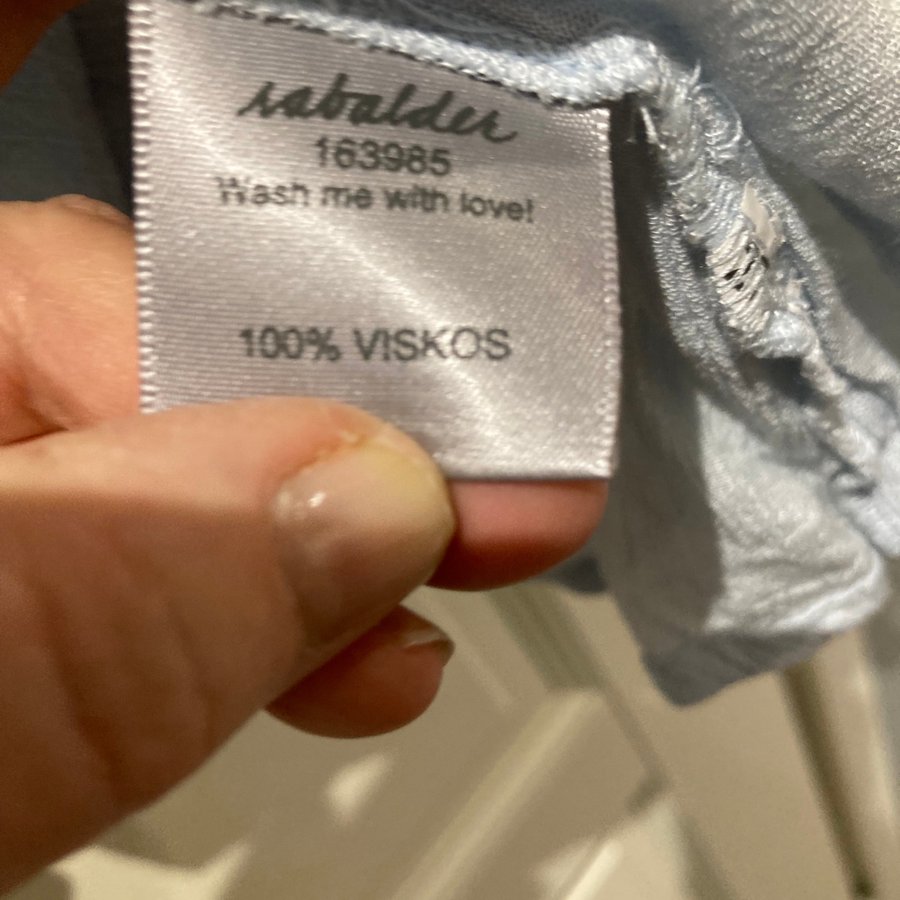 sabalder
163985
Wash me with love!
100% VISKOS